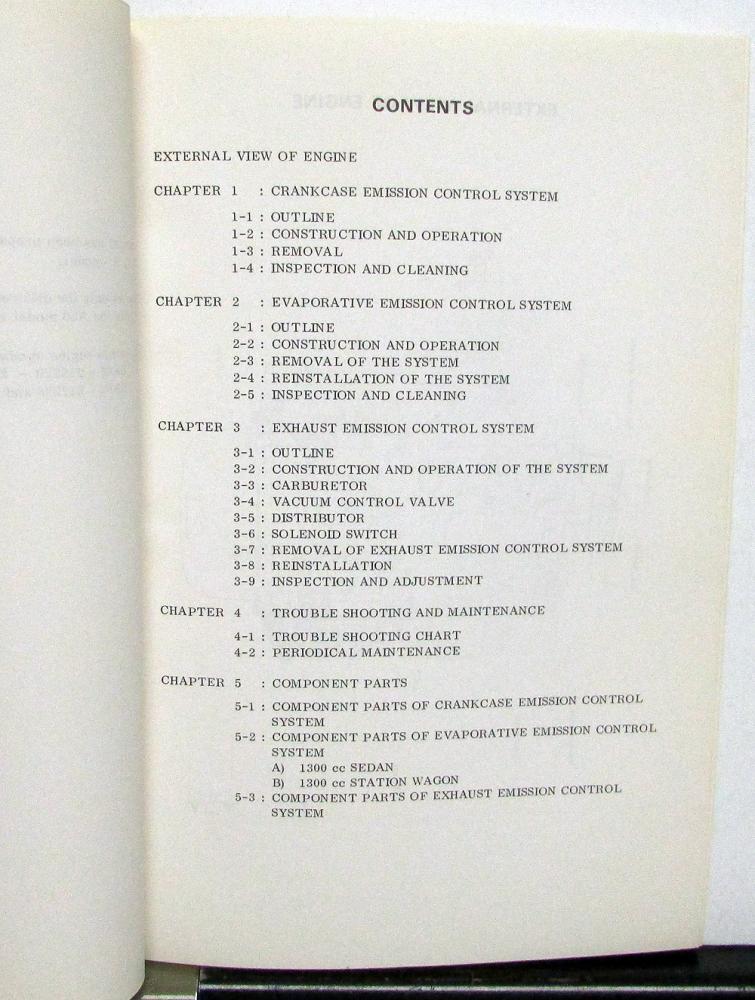 CONTENTS
EXTERNAL VIEW OF ENGINE
CHAPTER 1 : CRANKCASE EMISSION CONTROL SYSTEM
1-1 : OUTLINE
1-2 : CONSTRUCTION AND OPERATION
1-3 : REMOVAL
1-4 : INSPECTION AND CLEANING
CHAPTER 2 : EVAPORATIVE EMISSION CONTROL SYSTEM
2-1 : OUTLINE
2-2 : CONSTRUCTION AND OPERATION
2-3 : REMOVAL OF THE SYSTEM
2-4 : REINSTALLATION OF THE SYSTEM
2-5 : INSPECTION AND CLEANING
CHAPTER 3 : EXHAUST EMISSION CONTROL SYSTEM
3-1 : OUTLINE
3-2 : CONSTRUCTION AND OPERATION OF THE SYSTEM
3-3 : CARBURETOR
3-4 : VACUUM CONTROL VALVE
3-5 : DISTRIBUTOR
3-6 : SOLENOID SWITCH
3-7 : REMOVAL OF EXHAUST EMISSION CONTROL SYSTEM
3-8 : REINSTALLATION
3-9 : INSPECTION AND ADJUSTMENT
CHAPTER 4 : TROUBLE SHOOTING AND MAINTENANCE
4-1 : TROUBLE SHOOTING CHART
4-2 : PERIODICAL MAINTENANCE
CHAPTER 5 : COMPONENT PARTS
5-1 : COMPONENT PARTS OF CRANKCASE EMISSION CONTROL
SYSTEM
5-2 : COMPONENT PARTS OF EVAPORATIVE EMISSION CONTROL
SYSTEM
A) 1300 cc SEDAN
B) 1300 cc STATION WAGON
5-3 : COMPONENT PARTS OF EXHAUST EMISSION CONTROL
SYSTEM